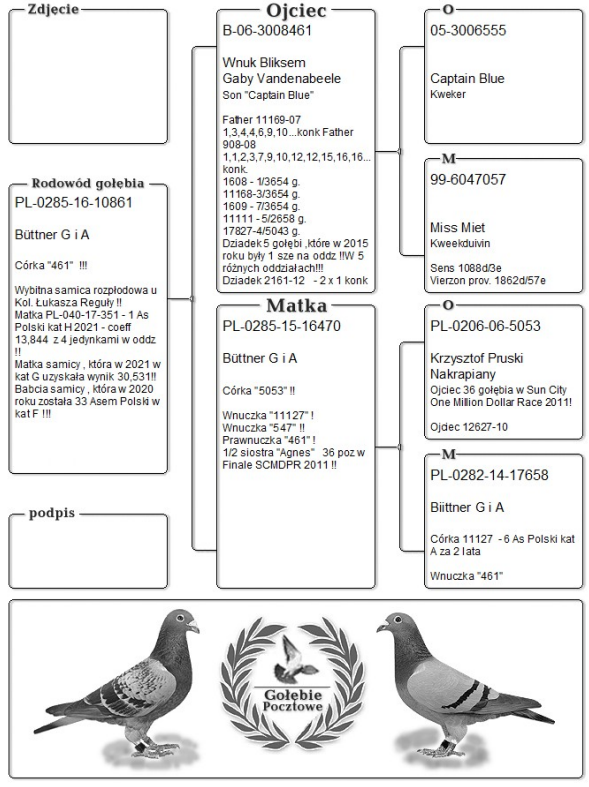 Zdjęcie
Rodowód gołębia
PL-0285-16-10861
Büttner G i A
Córka "461" !!!
Wybitna samica rozpłodowa u
Kol. Łukasza Reguły !!
Matka PL-040-17-351 - 1 As
Polski kat H 2021 - coeff
13,844 z 4 jedynkami w oddz
!!
Matka samicy , która w 2021 w
kat G uzyskała wynik 30,531!!
Babcia samicy , która w 2020
roku została 33 Asem Polski w
kat F !!!
podpis
Ojciec
B-06-3008461
Wnuk Bliksem
Gaby Vandenabeele
Son "Captain Blue"
Father 11169-07
1,3,4,4,6,9,10...konk Father
908-08
1,1,2,3,7,9,10,12,12,15,16,16...
konk.
1608 - 1/3654 g.
11168-3/3654 g.
1609 - 7/3654 g.
11111 - 5/2658 g.
17827-4/5043 g.
Dziadek 5 gołębi ,które w 2015
roku były 1 sze na oddz !!W 5
różnych oddziałach!!!
Dziadek 2161-12 - 2 x 1 konk
Matka
PL-0285-15-16470
Büttner G i A
Córka "5053" !!
Wnuczka "11127" !
Wnuczka "547" !!
Prawnuczka "461" !
1/2 siostra "Agnes" 36 poz w
Finale SCMDPR 2011 !!
O
05-3006555
Captain Blue
Kweker
M
99-6047057
Miss Miet
Kweekduivin
Sens 1088d/3e
Vierzon prov. 1862d/57e
O
PL-0206-06-5053
Krzysztof Pruski
Nakrapiany
Ojciec 36 gołębia w Sun City
One Million Dollar Race 2011!
Ojciec 12627-10
M
PL-0282-14-17658
Biittner G i A
Córka 11127 - 6 As Polski kat
A za 2 lata
Wnuczka "461"
Gołębie
Pocztowe